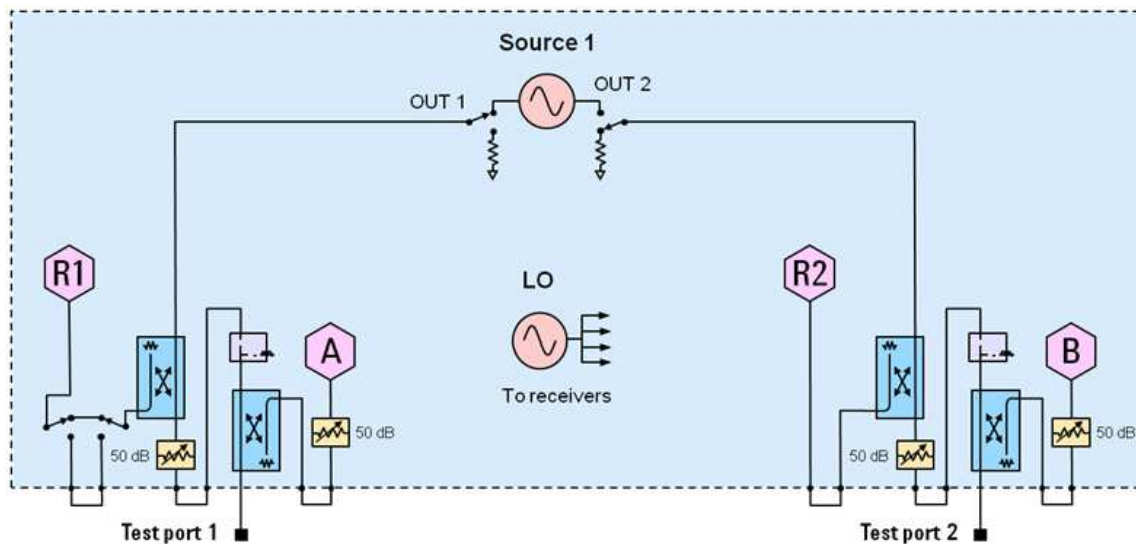 Source 1
OUT 1
OUT 2
R1
R2
LO
A
B
To receivers
50 dB
50 dB
50 dB
50 dB
Test port 1
Test port 2